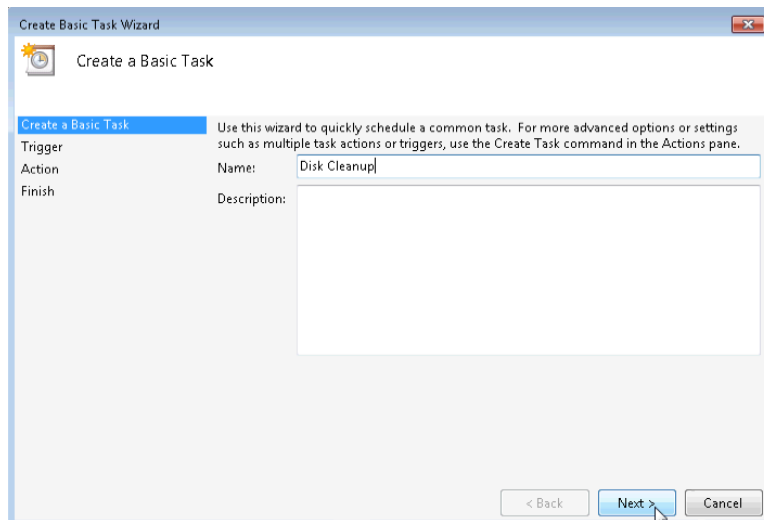 Create Basic Task Wizard
Create a Basic Task
Create a Basic Task
Trigger
Action
Finish
Use this wizard to quickly schedule a common task. For more advanced options or settings
such as multiple task actions or triggers, use the Create Task command in the Actions pane.
Name: Disk Cleanup
Description:
< Back Next > Cancel